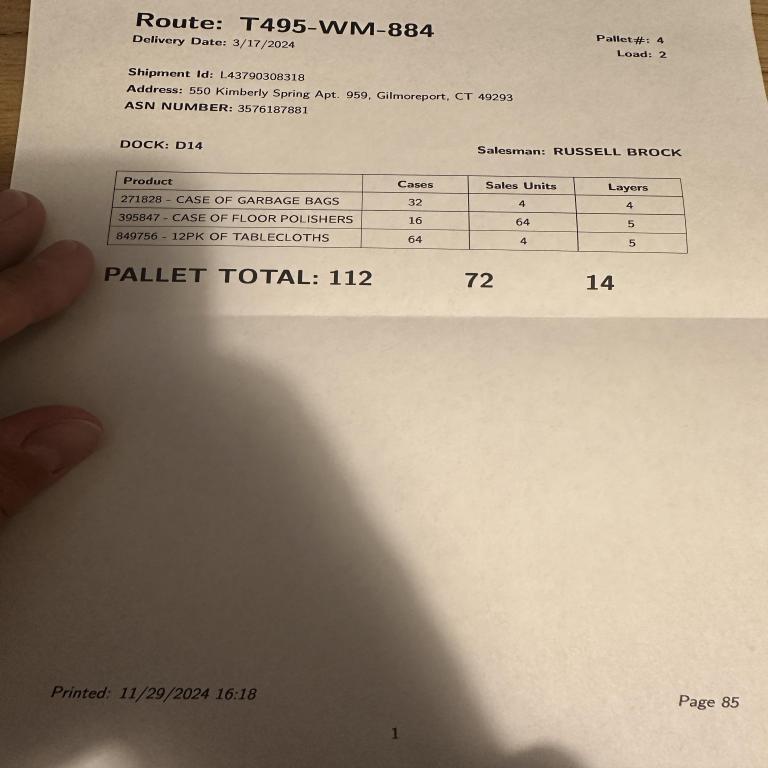 Route: T495-WM-884
Delivery Date: 3/17/2024
Pallet#: 4
Load: 2
Shipment Id: L43790308318
Address: 550 Kimberly Spring Apt. 959, Gilmoreport, CT 49293
ASN NUMBER: 3576187881
DOCK: D14
Salesman: RUSSELL BROCK
Product Cases Sales Units Layers
271828 - CASE OF GARBAGE BAGS 32 4 4
395847 - CASE OF FLOOR POLISHERS 16 64 5
849756 - 12PK OF TABLECLOTHS 64 4 5
PALLET TOTAL: 112 72 14
Printed: 11/29/2024 16:18
Page 85
1